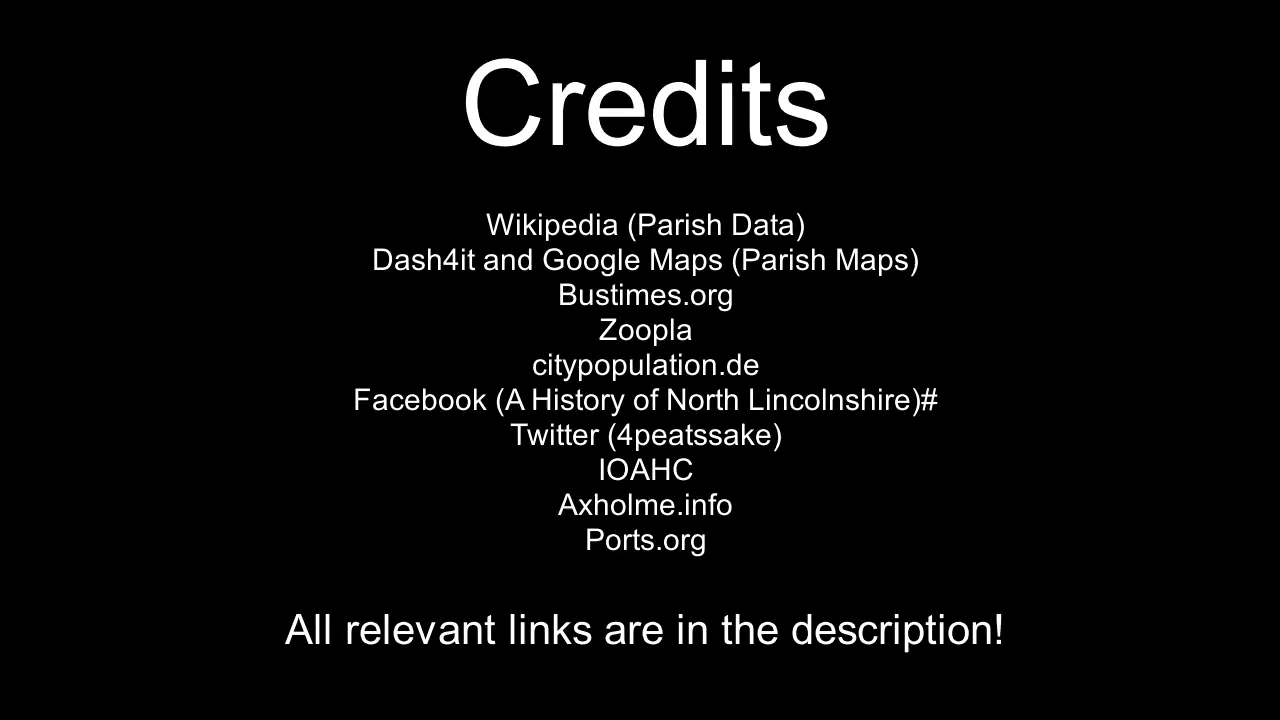 Credits
Wikipedia (Parish Data)
Dash4it and Google Maps (Parish Maps)
Bustimes.org
Zoopla
citypopulation.de
Facebook (A History of North Lincolnshire)#
Twitter (4peatssake)
IOAHC
Axholme.info
Ports.org
All relevant links are in the description!